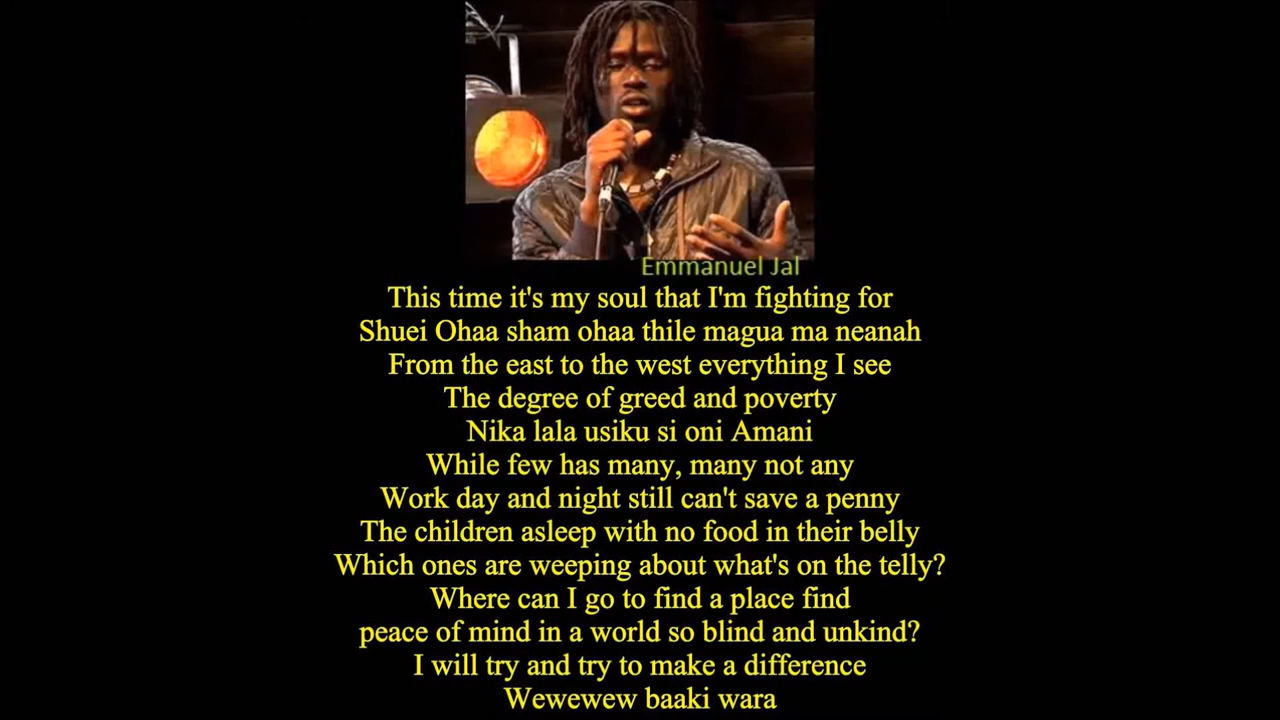 Emmanuel Jal
This time it's my soul that I'm fighting for
Shuei Ohaa sham ohaa thile magua ma neanah
From the east to the west everything I see
The degree of greed and poverty
Nika lala usiku si oni Amani
While few has many, many not any
Work day and night still can't save a penny
The children asleep with no food in their belly
Which ones are weeping about what's on the telly?
Where can I go to find a place find
peace of mind in a world so blind and unkind?
I will try and try to make a difference
Wewewew baaki wara